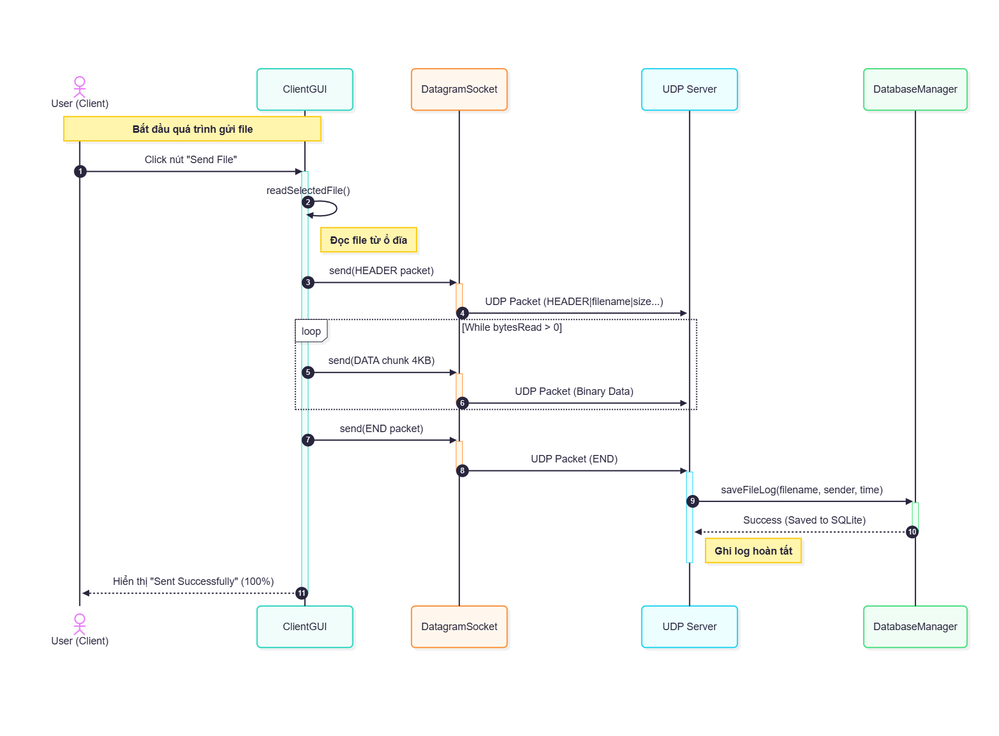 User (Client)
ClientGUI
DatagramSocket
UDP Server
DatabaseManager
Bắt đầu quá trình gửi file
Click nút "Send File"
1
readSelectedFile()
2
Đọc file từ ổ đĩa
send(HEADER packet)
3
UDP Packet (HEADER|filename|size...)
4
loop
[While bytesRead > 0]
send(DATA chunk 4KB)
5
UDP Packet (Binary Data)
6
send(END packet)
7
UDP Packet (END)
8
saveFileLog(filename, sender, time)
9
Success (Saved to SQLite)
10
Ghi log hoàn tất
Hiển thị "Sent Successfully" (100%)
11
User (Client)
ClientGUI
DatagramSocket
UDP Server
DatabaseManager